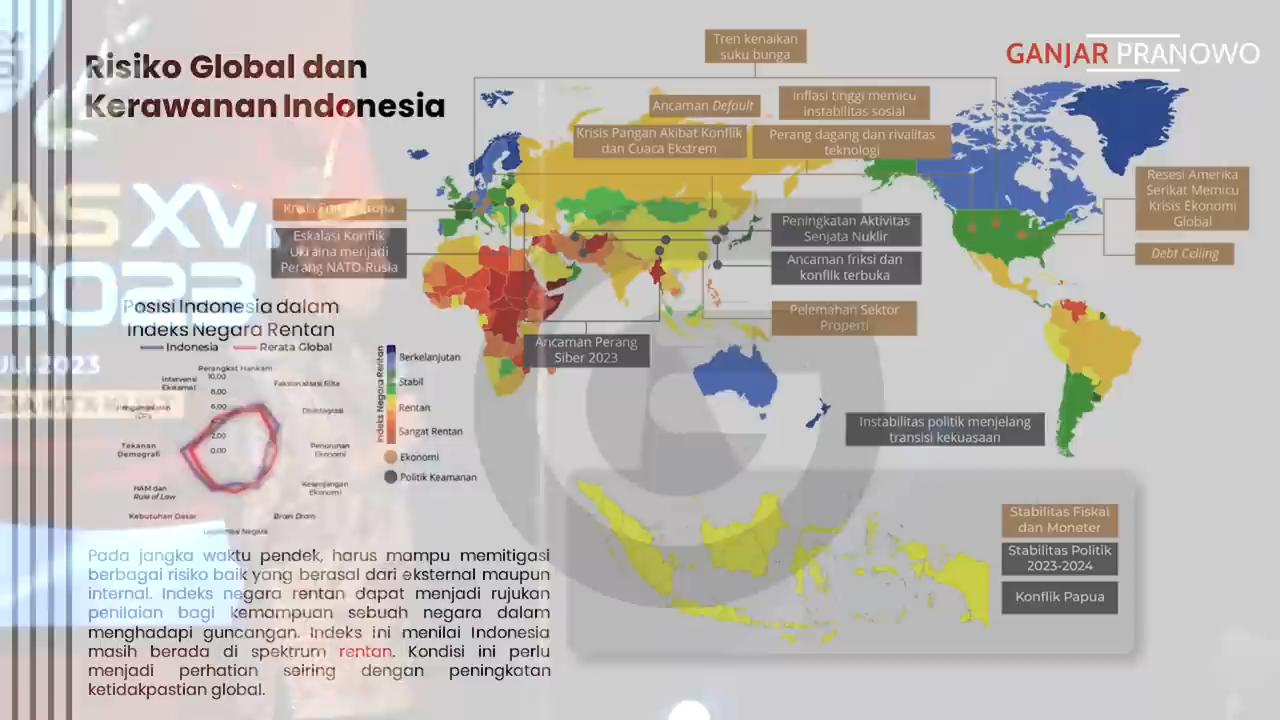 Risiko Global dan
Kerawanan Indonesia
GANJAR PRANOWO
Tren kenaikan
suku bunga
Ancaman Default
Inflasi tinggi memicu
instabilitas sosial
Krisis Pangan Akibat Konflik
dan Cuaca Ekstrem
Perang dagang dan rivalitas
teknologi
Resesi Amerika
Serikat Memicu
Krisis Ekonomi
Global
Debt Ceiling
Eskalasi Konflik
Ukraina menjadi
Perang NATO-Rusia
Peningkatan Aktivitas
Senjata Nuklir
Ancaman friksi dan
konflik terbuka
Pelemahan Sektor
Properti
Ancaman Perang
Siber 2023
Instabilitas politik menjelang
transisi kekuasaan
AS XV
2023
ULI 2023
Posisi Indonesia dalam
Indeks Negara Rentan
Indonesia
Rerata Global
Perangkat Hankam
10,00
8,00
6,00
2,00
0,00
Intervensi
Eksternal
Faksionalisasi Elite
Disintegrasi
Tekanan
Demografi
Penurunan
Ekonomi
HAM dan
Rule of Law
Kesenjangan
Ekonomi
Kebutuhan Dasar
Brain Drain
Legitimasi Negara
Indeks Negara Rentan
Berkelanjutan
Stabil
Rentan
Sangat Rentan
Ekonomi
Politik Keamanan
Stabilitas Fiskal
dan Moneter
Stabilitas Politik
2023-2024
Konflik Papua
Pada jangka waktu pendek, harus mampu memitigasi
berbagai risiko baik yang berasal dari eksternal maupun
internal. Indeks negara rentan dapat menjadi rujukan
penilaian bagi kemampuan sebuah negara dalam
menghadapi guncangan. Indeks ini menilai Indonesia
masih berada di spektrum rentan. Kondisi ini perlu
menjadi perhatian seiring dengan peningkatan
ketidakpastian global.